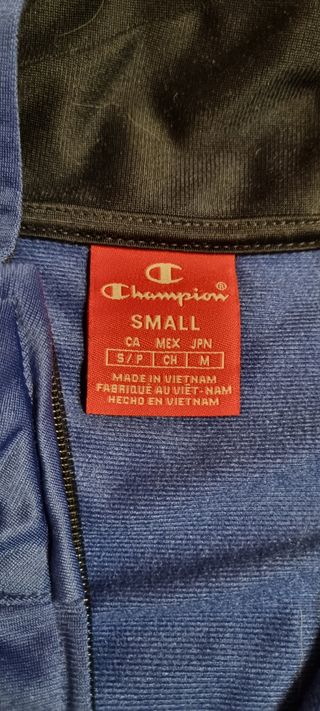 Champion®
SMALL
CA MEX JPN
S/P CH M
MADE IN VIETNAM
FABRIQUÉ AU VIÊT-NAM
HECHO EN VIETNAM